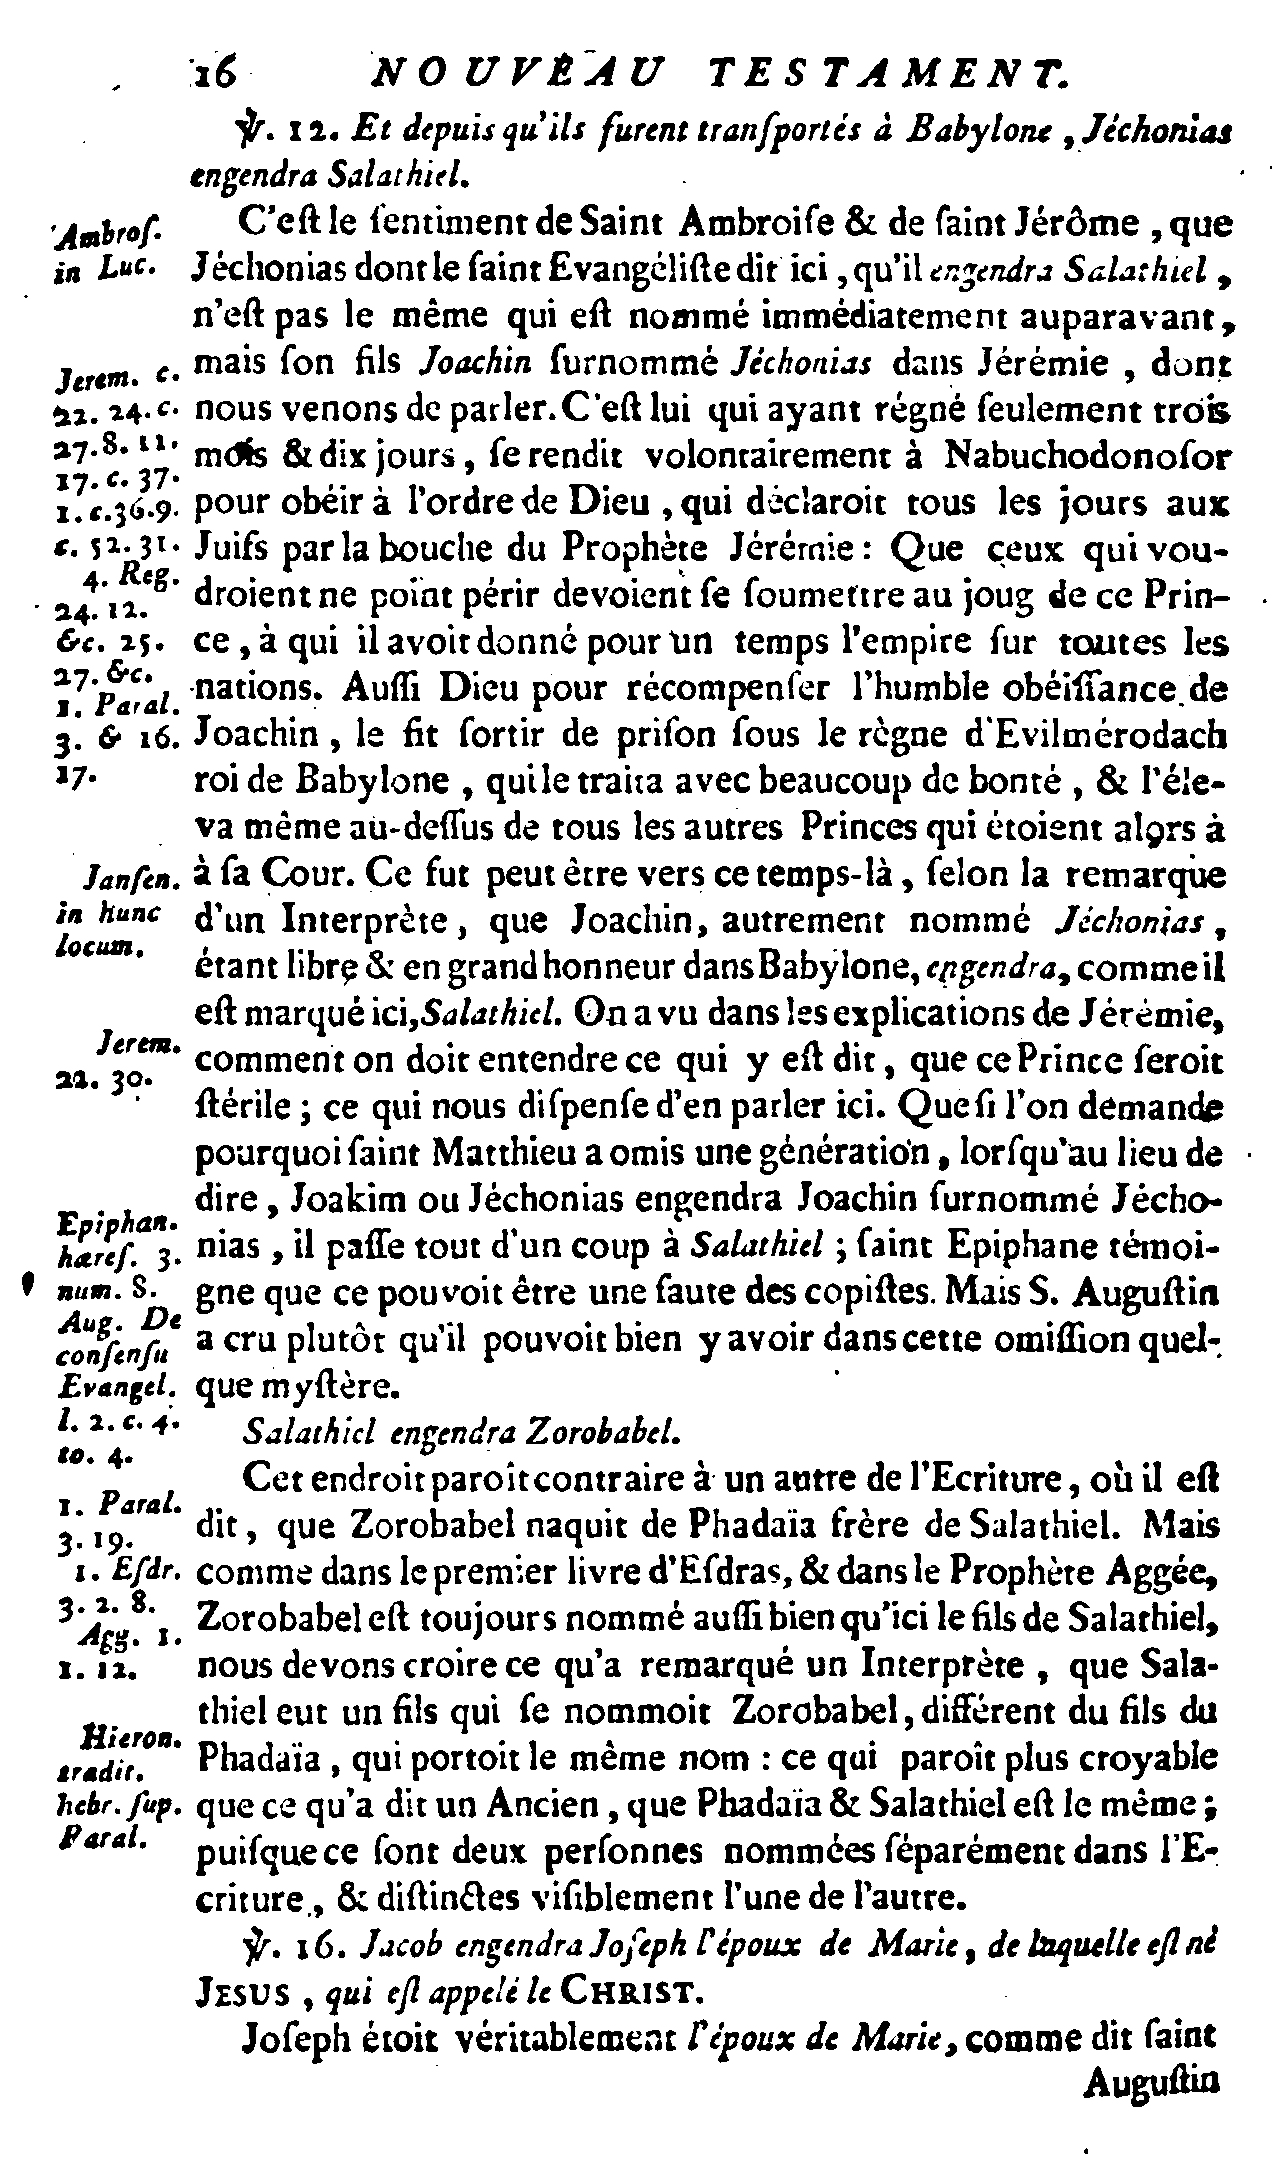 16 NOUVEAU TESTAMENT.
℣. 12. Et depuis qu'ils furent tranſportés à Babylone, Jéchonias
engendra Salathiel.
C'eſt le ſentiment de Saint Ambroiſe & de ſaint Jérôme, que
Jéchonias dont le ſaint Evangéliſte dit ici, qu'il engendra Salathiel,
n'eſt pas le même qui eſt nommé immédiatement auparavant,
mais ſon fils Joachin ſurnommé Jéchonias dans Jérémie, dont
nous venons de parler. C'eſt lui qui ayant régné ſeulement trois
mois & dix jours, ſe rendit volontairement à Nabuchodonoſor
pour obéir à l'ordre de Dieu, qui déclaroit tous les jours aux
Juifs par la bouche du Prophète Jérémie: Que ceux qui vou-
droient ne point périr devoient ſe ſoumettre au joug de ce Prin-
ce, à qui il avoit donné pour un temps l'empire ſur toutes les
nations. Auſſi Dieu pour récompenſer l'humble obéiſſance de
Joachin, le fit ſortir de priſon ſous le règne d'Evilmérodach
roi de Babylone, qui le traita avec beaucoup de bonté, & l'éle-
va même au-deſſus de tous les autres Princes qui étoient alors à
à ſa Cour. Ce fut peut être vers ce temps-là, ſelon la remarque
d'un Interprète, que Joachin, autrement nommé Jéchonias,
étant libre & en grand honneur dans Babylone, engendra, comme il
eſt marqué ici, Salathiel. On a vu dans les explications de Jérémie,
comment on doit entendre ce qui y eſt dit, que ce Prince ſeroit
ſtérile; ce qui nous diſpenſe d'en parler ici. Que ſi l'on demande
pourquoi ſaint Matthieu a omis une génération, lorſqu'au lieu de
dire, Joakim ou Jéchonias engendra Joachin ſurnommé Jécho-
nias, il paſſe tout d'un coup à Salathiel; ſaint Epiphane témoi-
gne que ce pouvoit être une faute des copiſtes. Mais S. Auguſtin
a cru plutôt qu'il pouvoit bien y avoir dans cette omiſſion quel-
que myſtère.
Salathiel engendra Zorobabel.
Cet endroit paroît contraire à un autre de l'Ecriture, où il eſt
dit, que Zorobabel naquit de Phadaïa frère de Salathiel. Mais
comme dans le premier livre d'Eſdras, & dans le Prophète Aggée,
Zorobabel eſt toujours nommé auſſi bien qu'ici le fils de Salathiel,
nous devons croire ce qu'a remarqué un Interprète, que Sala-
thiel eut un fils qui ſe nommoit Zorobabel, différent du fils du
Phadaïa, qui portoit le même nom: ce qui paroît plus croyable
que ce qu'a dit un Ancien, que Phadaïa & Salathiel eſt le même;
puiſque ce ſont deux perſonnes nommées ſéparément dans l'E-
criture, & diſtinctes viſiblement l'une de l'autre.
℣. 16. Jacob engendra Joſeph l'époux de Marie, de laquelle eſt né
JESUS, qui eſt appelé le CHRIST.
Joſeph étoit véritablement l'époux de Marie, comme dit ſaint
Auguſtin
Ambroſ.
in Luc.
Jerem. c.
22. 24. c.
27. 8. 11.
17. c. 37.
1. c. 36. 9.
c. 52. 31.
4. Reg.
24. 12.
&c. 25.
27. &c.
1. Paral.
3. & 16.
17.
Janſen.
in hunc
locum.
Jerem.
22. 30.
Epiphan.
hæreſ. 3.
num. 8.
Aug. De
conſenſu
Evangel.
l. 2. c. 4.
to. 4.
1. Paral.
3. 19.
1. Eſdr.
3. 2. 8.
Agg. 1.
1. 12.
Hieron.
tradit.
hebr. ſup.
Paral.